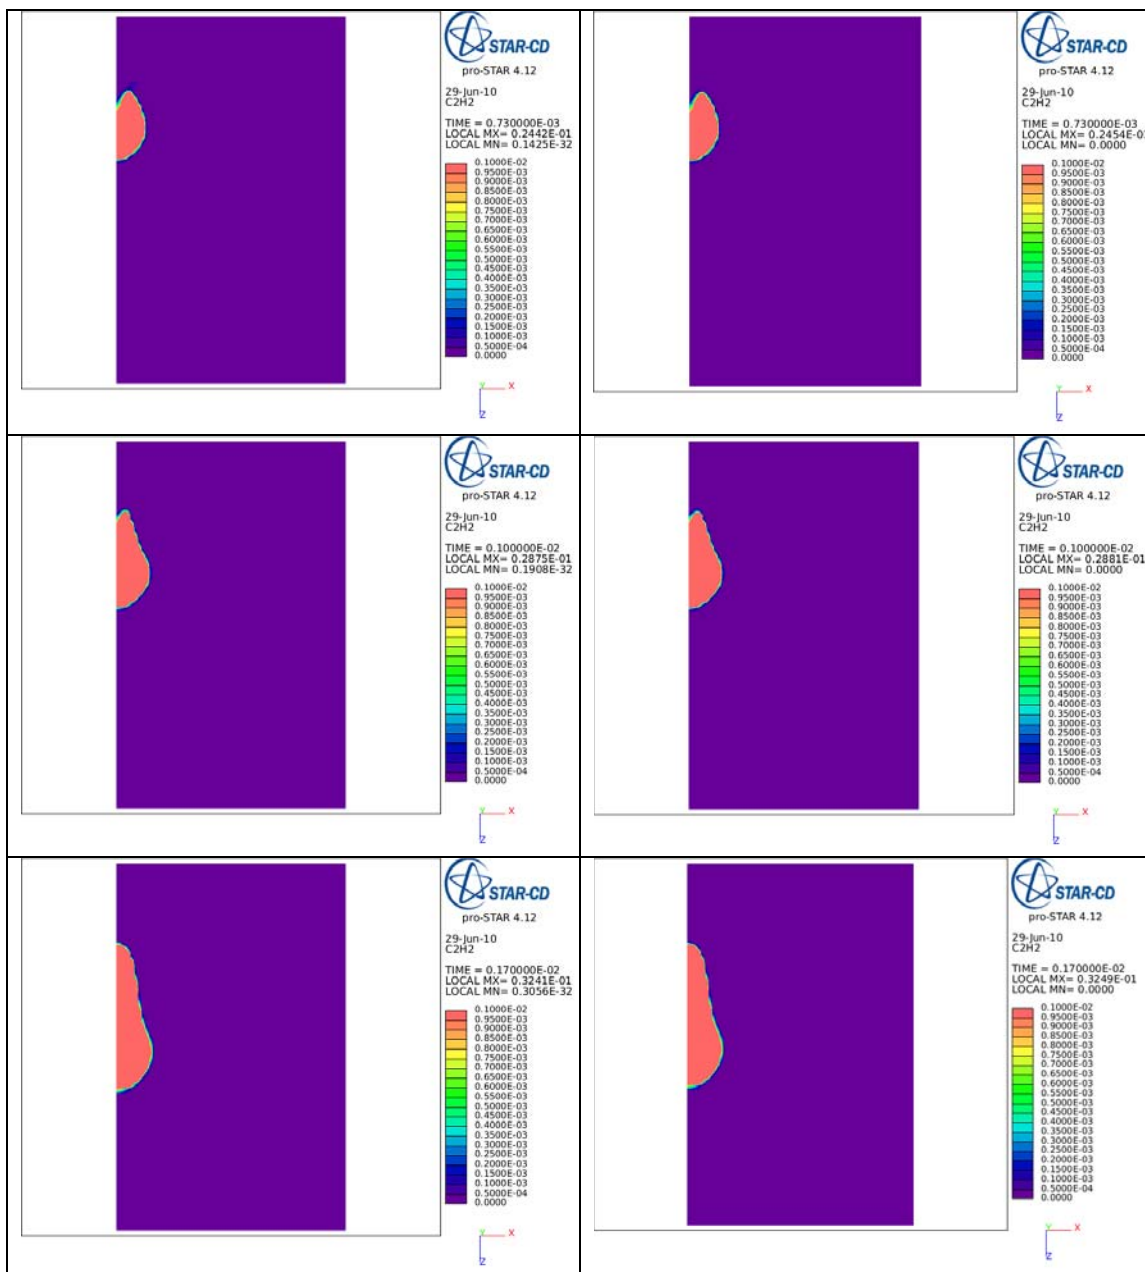 STAR-CD
pro-STAR 4.12
29-Jun-10
C2H2
TIME = 0.730000E-03
LOCAL MX= 0.2442E-01
LOCAL MN= 0.1425E-32
0.1000E-02
0.9500E-03
0.9000E-03
0.8500E-03
0.8000E-03
0.7500E-03
0.7000E-03
0.6500E-03
0.6000E-03
0.5500E-03
0.5000E-03
0.4500E-03
0.4000E-03
0.3500E-03
0.3000E-03
0.2500E-03
0.2000E-03
0.1500E-03
0.1000E-03
0.5000E-04
0.0000
Y
X
Z
STAR-CD
pro-STAR 4.12
29-Jun-10
C2H2
TIME = 0.730000E-03
LOCAL MX= 0.2454E-0
LOCAL MN= 0.0000
0.1000E-02
0.9500E-03
0.9000E-03
0.8500E-03
0.8000E-03
0.7500E-03
0.7000E-03
0.6500E-03
0.6000E-03
0.5500E-03
0.5000E-03
0.4500E-03
0.4000E-03
0.3500E-03
0.3000E-03
0.2500E-03
0.2000E-03
0.1500E-03
0.1000E-03
0.5000E-04
0.0000
Y
X
Z
STAR-CD
pro-STAR 4.12
29-Jun-10
C2H2
TIME = 0.100000E-02
LOCAL MX= 0.2875E-01
LOCAL MN= 0.1908E-32
0.1000E-02
0.9500E-03
0.9000E-03
0.8500E-03
0.8000E-03
0.7500E-03
0.7000E-03
0.6500E-03
0.6000E-03
0.5500E-03
0.5000E-03
0.4500E-03
0.4000E-03
0.3500E-03
0.3000E-03
0.2500E-03
0.2000E-03
0.1500E-03
0.1000E-03
0.5000E-04
0.0000
Y
X
Z
STAR-CD
pro-STAR 4.12
29-Jun-10
C2H2
TIME = 0.100000E-02
LOCAL MX= 0.2881E-01
LOCAL MN= 0.0000
0.1000E-02
0.9500E-03
0.9000E-03
0.8500E-03
0.8000E-03
0.7500E-03
0.7000E-03
0.6500E-03
0.6000E-03
0.5500E-03
0.5000E-03
0.4500E-03
0.4000E-03
0.3500E-03
0.3000E-03
0.2500E-03
0.2000E-03
0.1500E-03
0.1000E-03
0.5000E-04
0.0000
Y
X
Z
STAR-CD
pro-STAR 4.12
29-Jun-10
C2H2
TIME = 0.170000E-02
LOCAL MX= 0.3241E-01
LOCAL MN= 0.3056E-32
0.1000E-02
0.9500E-03
0.9000E-03
0.8500E-03
0.8000E-03
0.7500E-03
0.7000E-03
0.6500E-03
0.6000E-03
0.5500E-03
0.5000E-03
0.4500E-03
0.4000E-03
0.3500E-03
0.3000E-03
0.2500E-03
0.2000E-03
0.1500E-03
0.1000E-03
0.5000E-04
0.0000
Y
X
Z
STAR-CD
pro-STAR 4.12
29-Jun-10
C2H2
TIME = 0.170000E-02
LOCAL MX= 0.3249E-01
LOCAL MN= 0.0000
0.1000E-02
0.9500E-03
0.9000E-03
0.8500E-03
0.8000E-03
0.7500E-03
0.7000E-03
0.6500E-03
0.6000E-03
0.5500E-03
0.5000E-03
0.4500E-03
0.4000E-03
0.3500E-03
0.3000E-03
0.2500E-03
0.2000E-03
0.1500E-03
0.1000E-03
0.5000E-04
0.0000
Y
X
Z